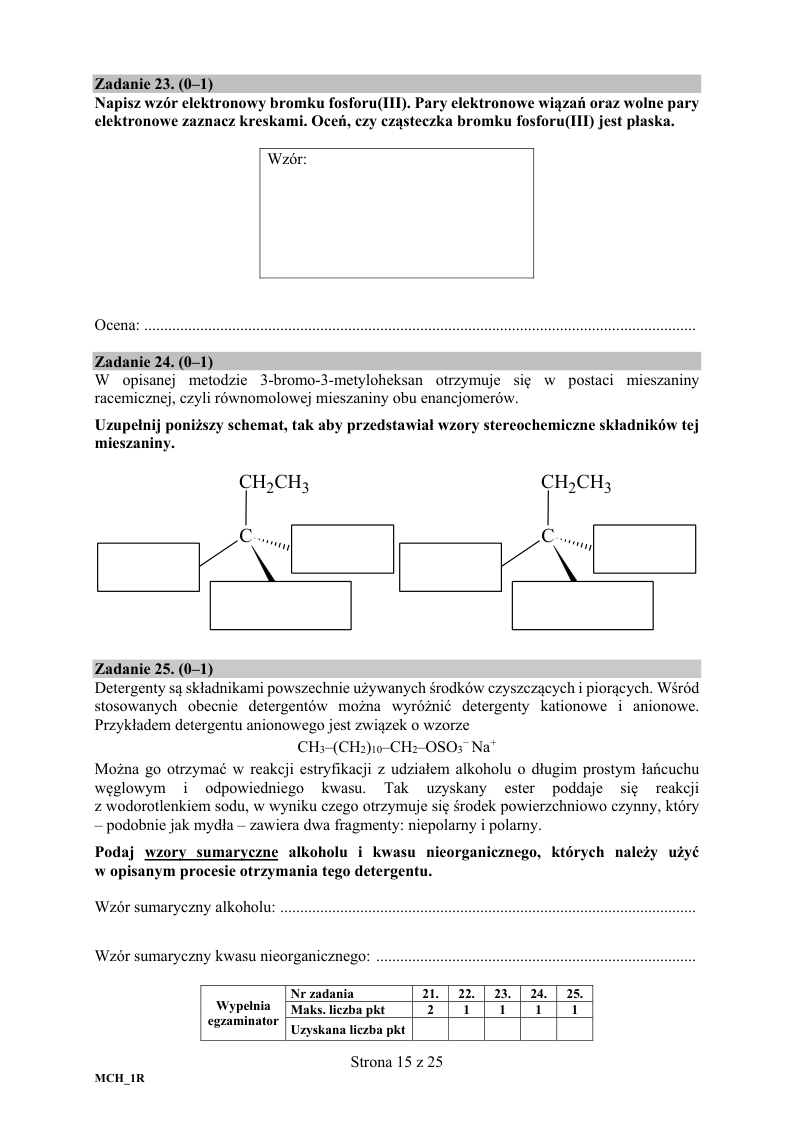 Zadanie 23. (0–1)
Napisz wzór elektronowy bromku fosforu(III). Pary elektronowe wiązań oraz wolne pary
elektronowe zaznacz kreskami. Oceń, czy cząsteczka bromku fosforu(III) jest płaska.
Wzór:
Ocena: ..........................................................................................................................................
Zadanie 24. (0–1)
W opisanej metodzie 3-bromo-3-metyloheksan otrzymuje się w postaci mieszaniny
racemicznej, czyli równomolowej mieszaniny obu enancjomerów.
Uzupełnij poniższy schemat, tak aby przedstawiał wzory stereochemiczne składników tej
mieszaniny.
CH2CH3 CH2CH3
C C
Zadanie 25. (0–1)
Detergenty są składnikami powszechnie używanych środków czyszczących i piorących. Wśród
stosowanych obecnie detergentów można wyróżnić detergenty kationowe i anionowe.
Przykładem detergentu anionowego jest związek o wzorze
CH3–(CH2)10–CH2–OSO3− Na+
Można go otrzymać w reakcji estryfikacji z udziałem alkoholu o długim prostym łańcuchu
węglowym i odpowiedniego kwasu. Tak uzyskany ester poddaje się reakcji
z wodorotlenkiem sodu, w wyniku czego otrzymuje się środek powierzchniowo czynny, który
– podobnie jak mydła – zawiera dwa fragmenty: niepolarny i polarny.
Podaj wzory sumaryczne alkoholu i kwasu nieorganicznego, których należy użyć
w opisanym procesie otrzymania tego detergentu.
Wzór sumaryczny alkoholu: ........................................................................................................
Wzór sumaryczny kwasu nieorganicznego: ................................................................................
Wypełnia egzaminator Nr zadania 21. 22. 23. 24. 25.
Maks. liczba pkt 2 1 1 1 1
Uzyskana liczba pkt
Strona 15 z 25
MCH_1R